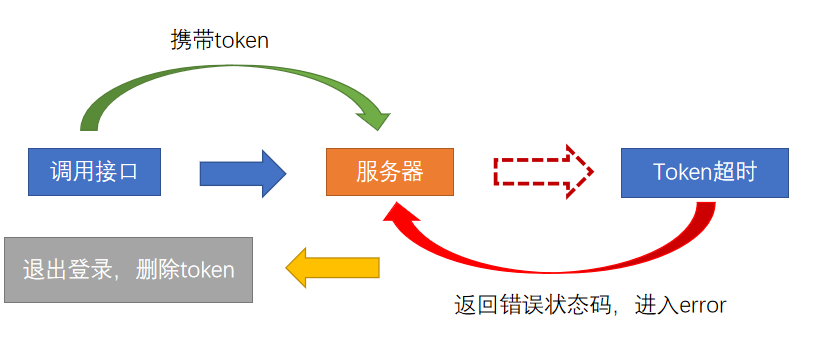 携带token
调用接口
服务器
Token超时
退出登录，删除token
返回错误状态码，进入error